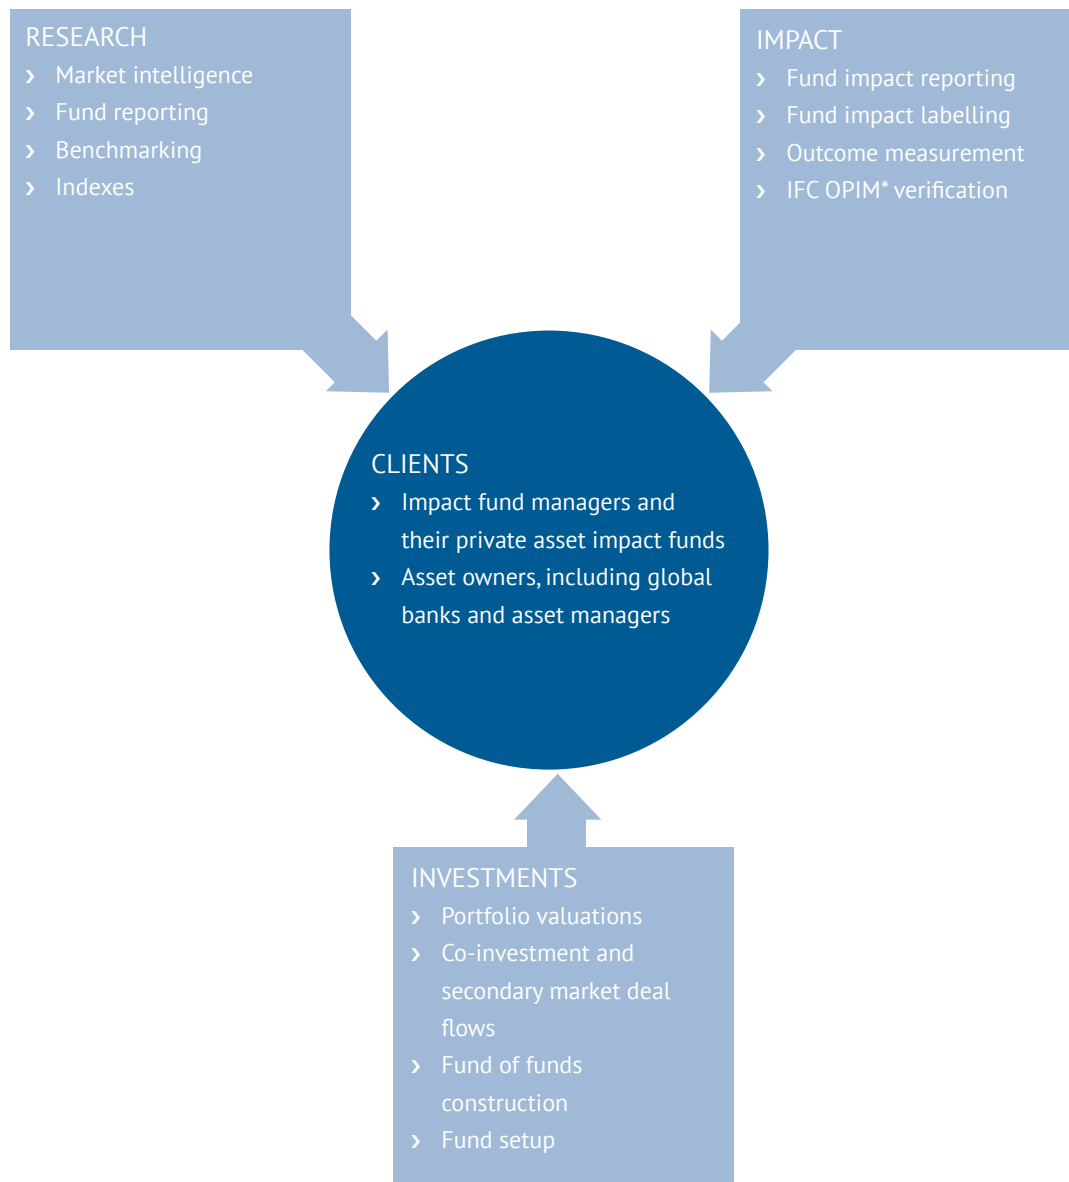 RESEARCH
› Market intelligence
› Fund reporting
› Benchmarking
› Indexes
IMPACT
› Fund impact reporting
› Fund impact labelling
› Outcome measurement
› IFC OPIM* verification
CLIENTS
› Impact fund managers and
their private asset impact funds
› Asset owners, including global
banks and asset managers
INVESTMENTS
› Portfolio valuations
› Co-investment and
secondary market deal
flows
› Fund of funds
construction
› Fund setup